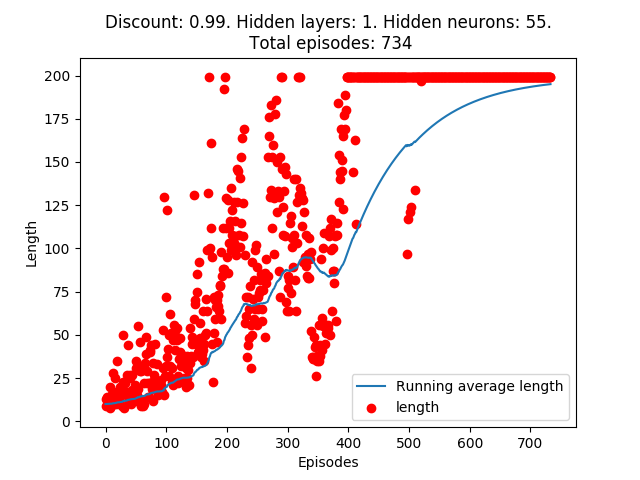 Discount: 0.99. Hidden layers: 1. Hidden neurons: 55.
Total episodes: 734
200
175
150
125
100
75
50
25
0
Length
0 100 200 300 400 500 600 700
Episodes
Running average length
length